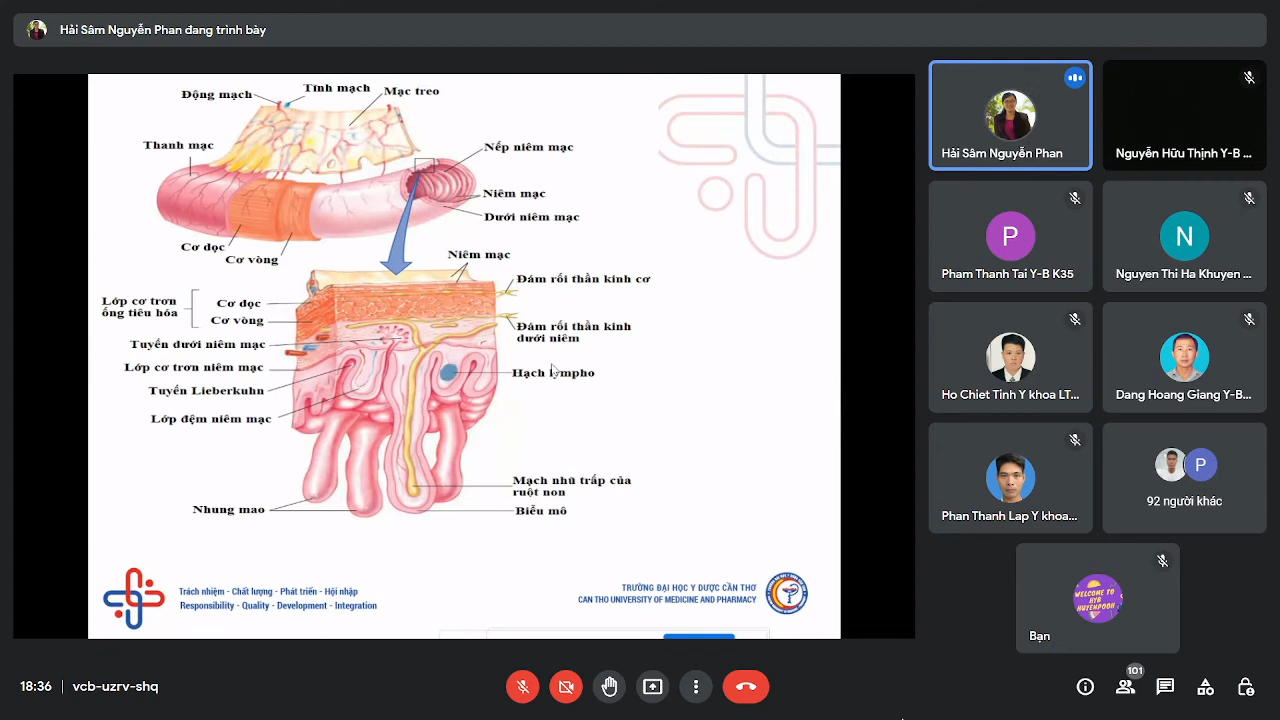 Hải Sâm Nguyễn Phan đang trình bày
Động mạch
Tĩnh mạch
Mạc treo
Thanh mạc
Nếp niêm mạc
Niêm mạc
Dưới niêm mạc
Cơ dọc
Cơ vòng
Niêm mạc
Đám rối thần kinh cơ
Lớp cơ trơn
ống tiêu hóa
Cơ dọc
Cơ vòng
Đám rối thần kinh
dưới niêm
Tuyến dưới niêm mạc
Lớp cơ trơn niêm mạc
Hạch lympho
Tuyến Lieberkuhn
Lớp đệm niêm mạc
Mạch nhũ trấp của
ruột non
Nhung mao
Biểu mô
Trách nhiệm - Chất lượng - Phát triển - Hội nhập
Responsibility - Quality - Development - Integration
TRƯỜNG ĐẠI HỌC Y DƯỢC CẦN THƠ
CAN THO UNIVERSITY OF MEDICINE AND PHARMACY
Hải Sâm Nguyễn Phan
Nguyễn Hữu Thịnh Y-B ...
P
Pham Thanh Tai Y-B K35
N
Nguyen Thi Ha Khuyen ...
Ho Chiet Tinh Y khoa LT...
Dang Hoang Giang Y-B...
Phan Thanh Lap Y khoa...
P
92 người khác
WELCOME TO
BYB
HUYENPOOH
Bạn
18:36
vcb-uzrv-shq
101